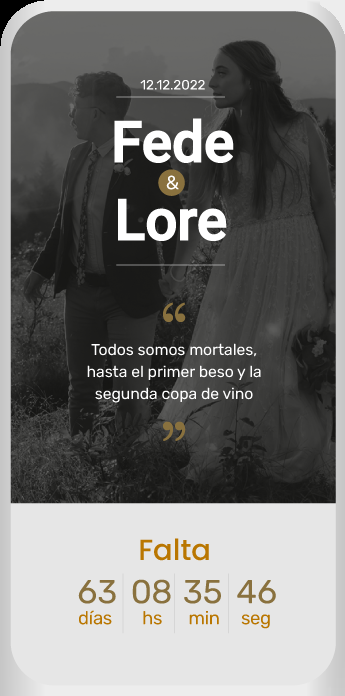 12.12.2022
Fede
&
Lore
“
Todos somos mortales,
hasta el primer beso y la
segunda copa de vino
”
Falta
63 08 35 46
días hs min seg